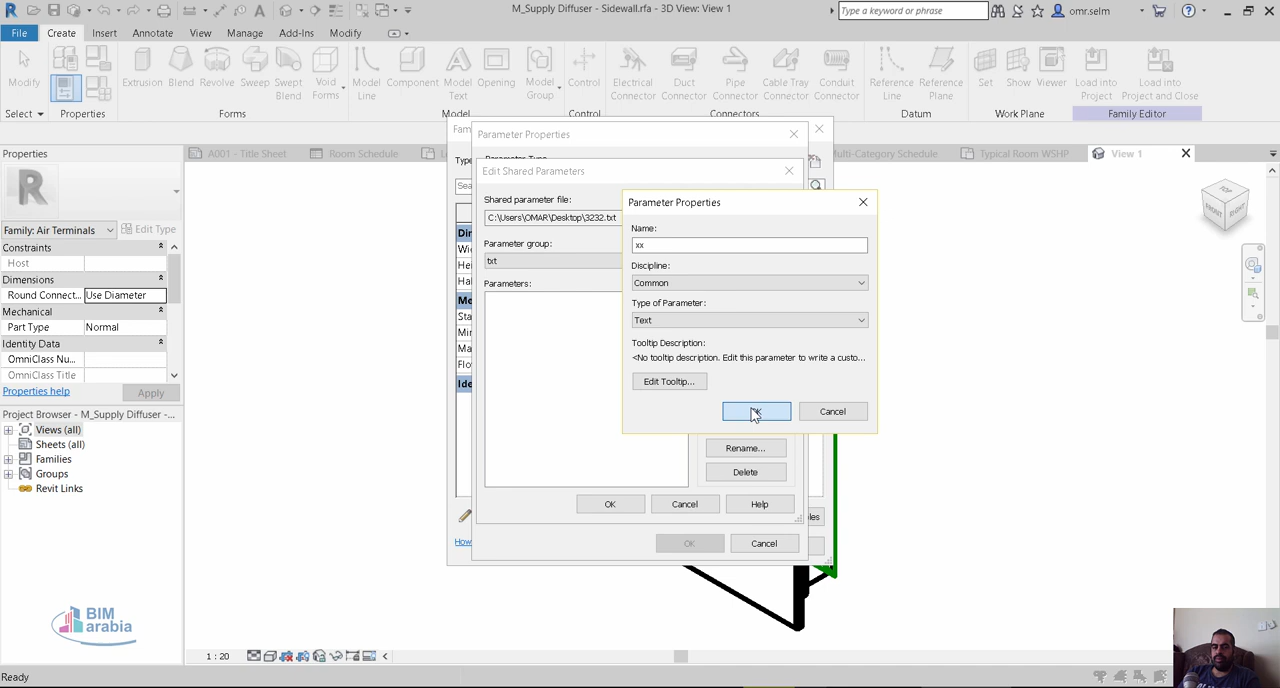 M_Supply Diffuser - Sidewall.rfa - 3D View: View 1
Type a keyword or phrase
omr.selm
File Create Insert Annotate View Manage Add-Ins Modify
Modify
Extrusion Blend Revolve Sweep Swept Blend Void Forms
Model Line Component Model Text Opening Model Group
Control
Electrical Connector Duct Connector Pipe Connector Cable Tray Connector Conduit Connector
Reference Line Reference Plane
Set Show Viewer
Load into Project Load into Project and Close
Select Properties Forms Model Control Connectors Datum Work Plane Family Editor
Properties
A001 - Title Sheet
Room Schedule
Multi-Category Schedule
Typical Room WSHP
View 1
R
Family: Air Terminals
Edit Type
Constraints
Host
Dimensions
Round Connect... Use Diameter
Mechanical
Part Type Normal
Identity Data
OmniClass Nu...
OmniClass Title
Properties help
Apply
Project Browser - M_Supply Diffuser -...
Views (all)
Sheets (all)
Families
Groups
Revit Links
Parameter Properties
Parameter Type
Edit Shared Parameters
Shared parameter file:
C:\Users\OMAR\Desktop\3232.txt
Parameter group:
txt
Parameters:
Rename...
Delete
OK Cancel Help
OK Cancel
Parameter Properties
Name:
xx
Discipline:
Common
Type of Parameter:
Text
Tooltip Description:
<No tooltip description. Edit this parameter to write a custo...
Edit Tooltip...
Cancel
TOP
FRONT
RIGHT
BIM
arabia
1 : 20
Ready